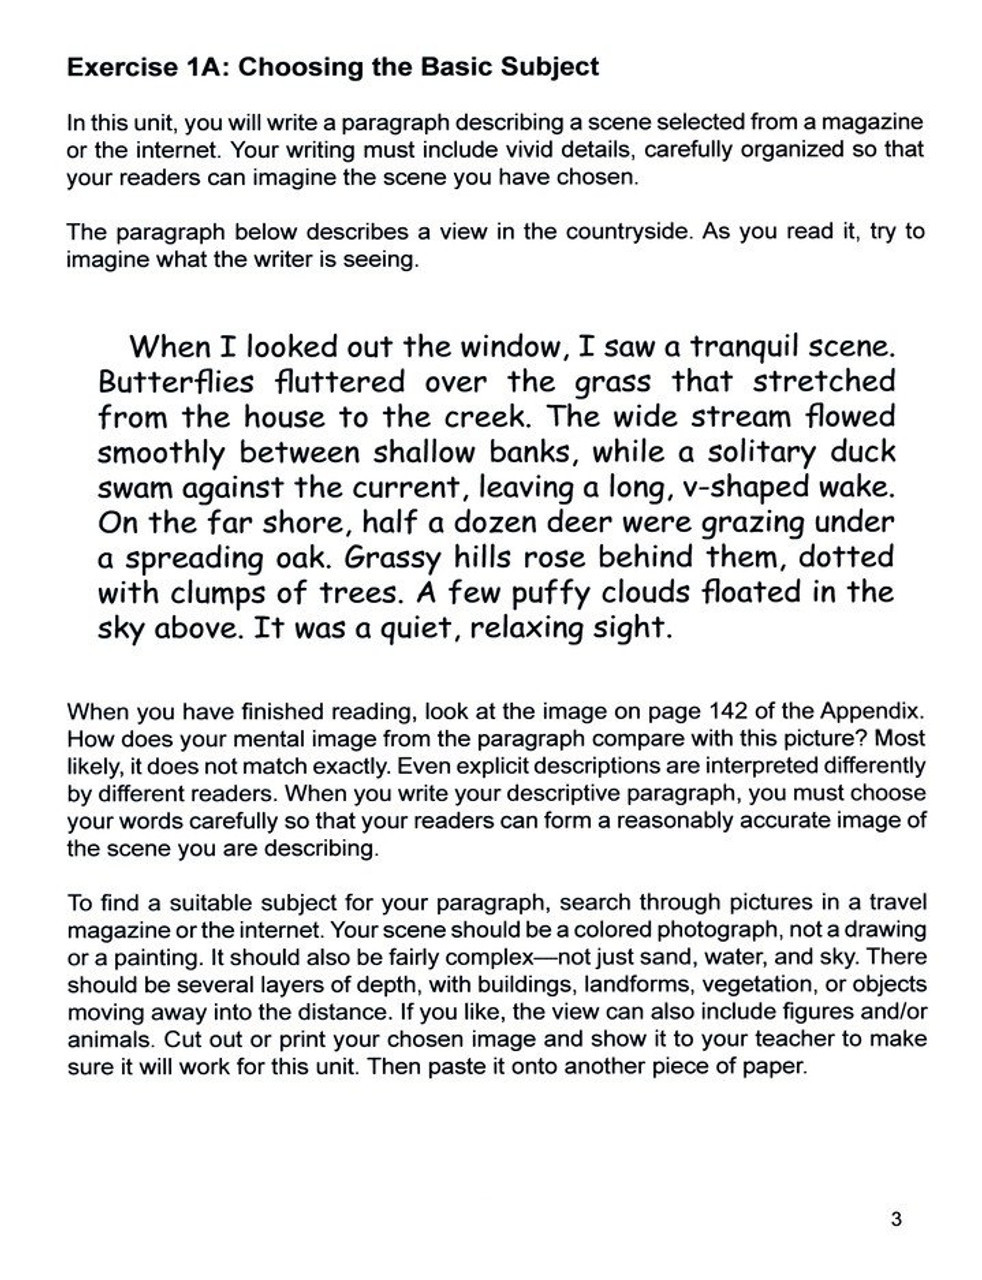 Exercise 1A: Choosing the Basic Subject
In this unit, you will write a paragraph describing a scene selected from a magazine
or the internet. Your writing must include vivid details, carefully organized so that
your readers can imagine the scene you have chosen.
The paragraph below describes a view in the countryside. As you read it, try to
imagine what the writer is seeing.
When I looked out the window, I saw a tranquil scene.
Butterflies fluttered over the grass that stretched
from the house to the creek. The wide stream flowed
smoothly between shallow banks, while a solitary duck
swam against the current, leaving a long, v-shaped wake.
On the far shore, half a dozen deer were grazing under
a spreading oak. Grassy hills rose behind them, dotted
with clumps of trees. A few puffy clouds floated in the
sky above. It was a quiet, relaxing sight.
When you have finished reading, look at the image on page 142 of the Appendix.
How does your mental image from the paragraph compare with this picture? Most
likely, it does not match exactly. Even explicit descriptions are interpreted differently
by different readers. When you write your descriptive paragraph, you must choose
your words carefully so that your readers can form a reasonably accurate image of
the scene you are describing.
To find a suitable subject for your paragraph, search through pictures in a travel
magazine or the internet. Your scene should be a colored photograph, not a drawing
or a painting. It should also be fairly complex—not just sand, water, and sky. There
should be several layers of depth, with buildings, landforms, vegetation, or objects
moving away into the distance. If you like, the view can also include figures and/or
animals. Cut out or print your chosen image and show it to your teacher to make
sure it will work for this unit. Then paste it onto another piece of paper.
3